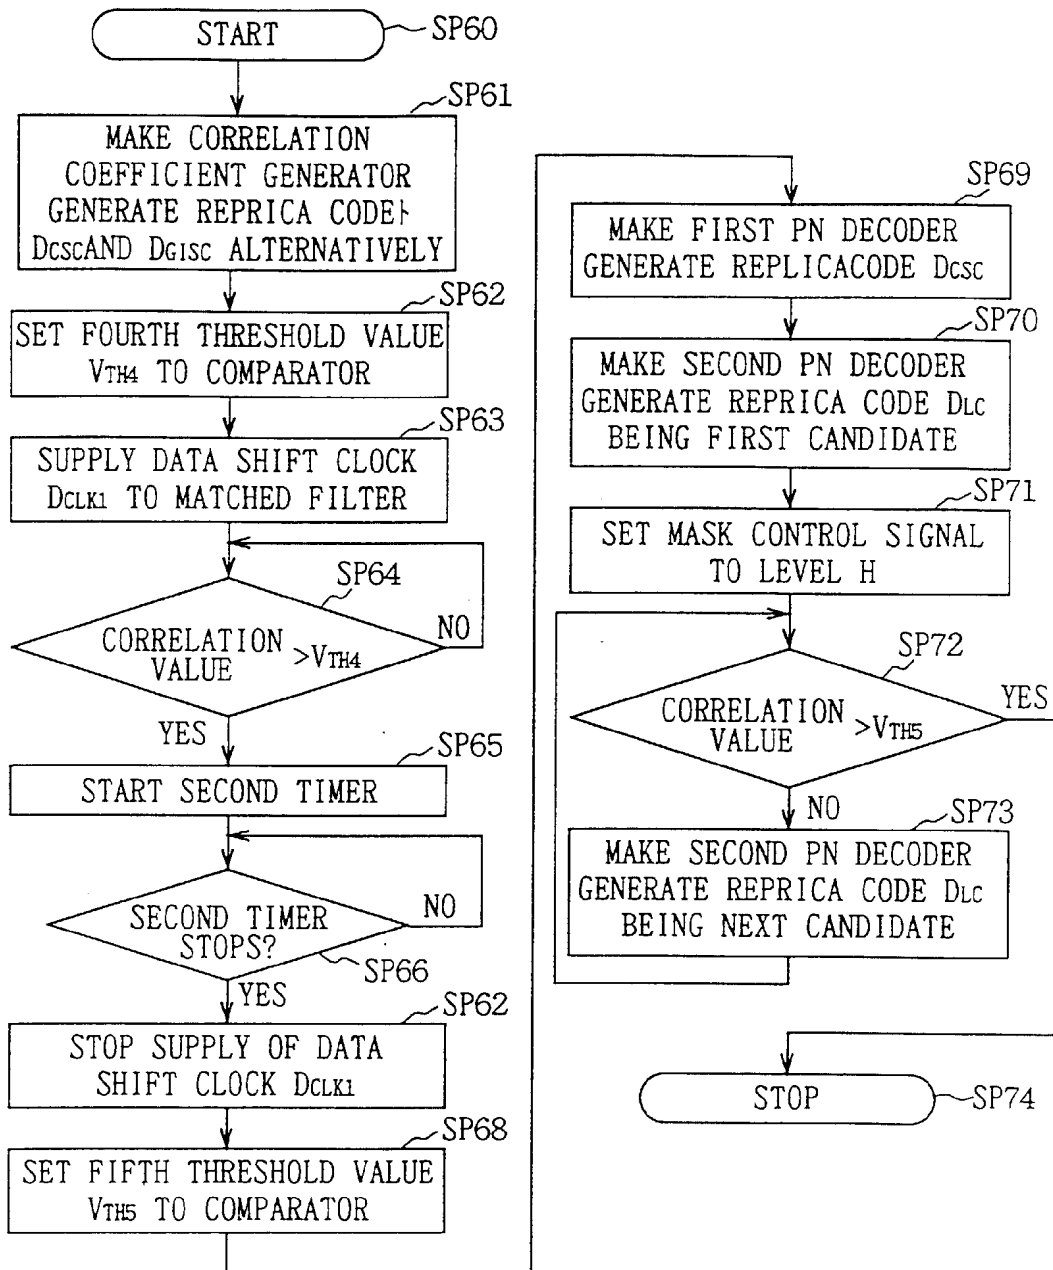 START
SP60
SP61
MAKE CORRELATION
COEFFICIENT GENERATOR
GENERATE REPRICA CODE
DCSC AND DGISC ALTERNATIVELY
SP62
SET FOURTH THRESHOLD VALUE
VTH4 TO COMPARATOR
SP63
SUPPLY DATA SHIFT CLOCK
DCLK1 TO MATCHED FILTER
SP64
CORRELATION
VALUE
>VTH4
NO
YES
SP65
START SECOND TIMER
SECOND TIMER
STOPS?
NO
SP66
YES
SP62
STOP SUPPLY OF DATA
SHIFT CLOCK DCLK1
SP68
SET FIFTH THRESHOLD VALUE
VTH5 TO COMPARATOR
SP69
MAKE FIRST PN DECODER
GENERATE REPLICACODE DCSC
SP70
MAKE SECOND PN DECODER
GENERATE REPRICA CODE DLC
BEING FIRST CANDIDATE
SP71
SET MASK CONTROL SIGNAL
TO LEVEL H
SP72
CORRELATION
VALUE
>VTH5
YES
NO
SP73
MAKE SECOND PN DECODER
GENERATE REPRICA CODE DLC
BEING NEXT CANDIDATE
STOP
SP74